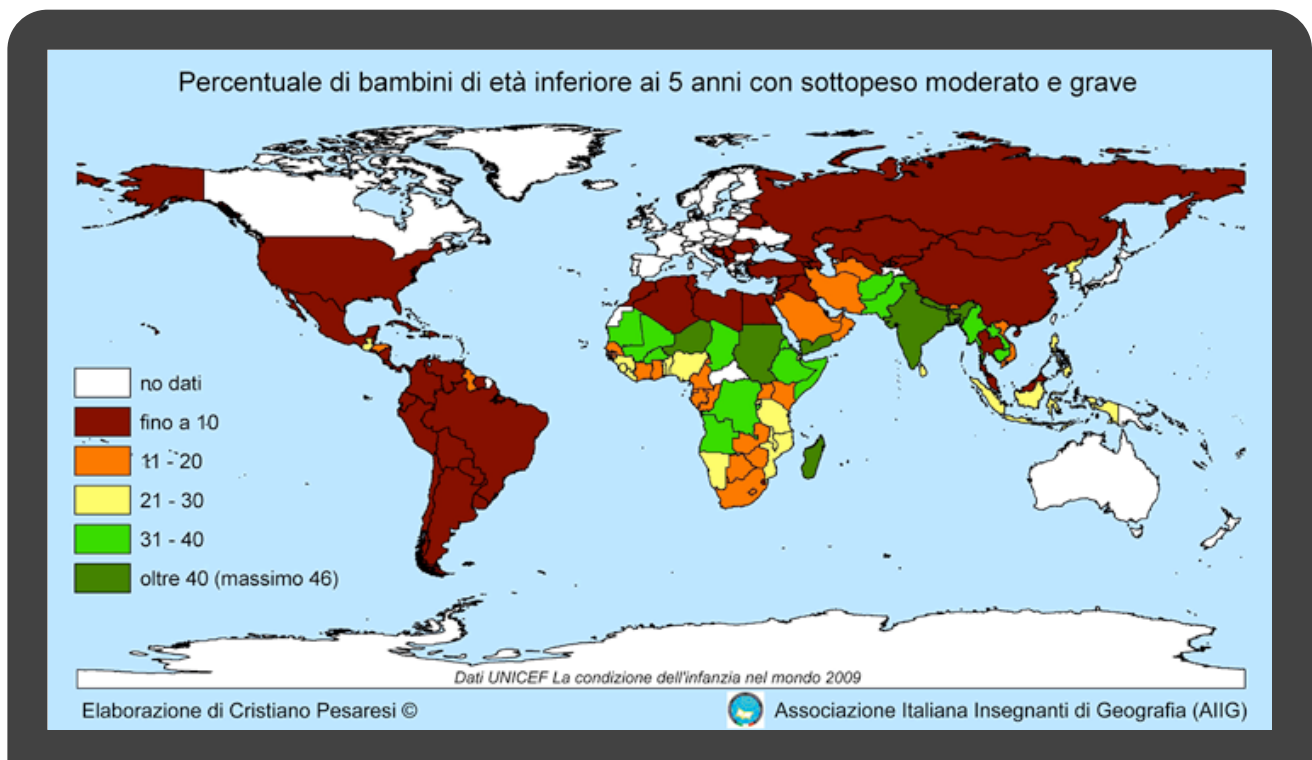 Percentuale di bambini di età inferiore ai 5 anni con sottopeso moderato e grave
no dati
fino a 10
11 - 20
21 - 30
31 - 40
oltre 40 (massimo 46)
Dati UNICEF La condizione dell'infanzia nel mondo 2009
Elaborazione di Cristiano Pesaresi ©
Associazione Italiana Insegnanti di Geografia (AIIG)